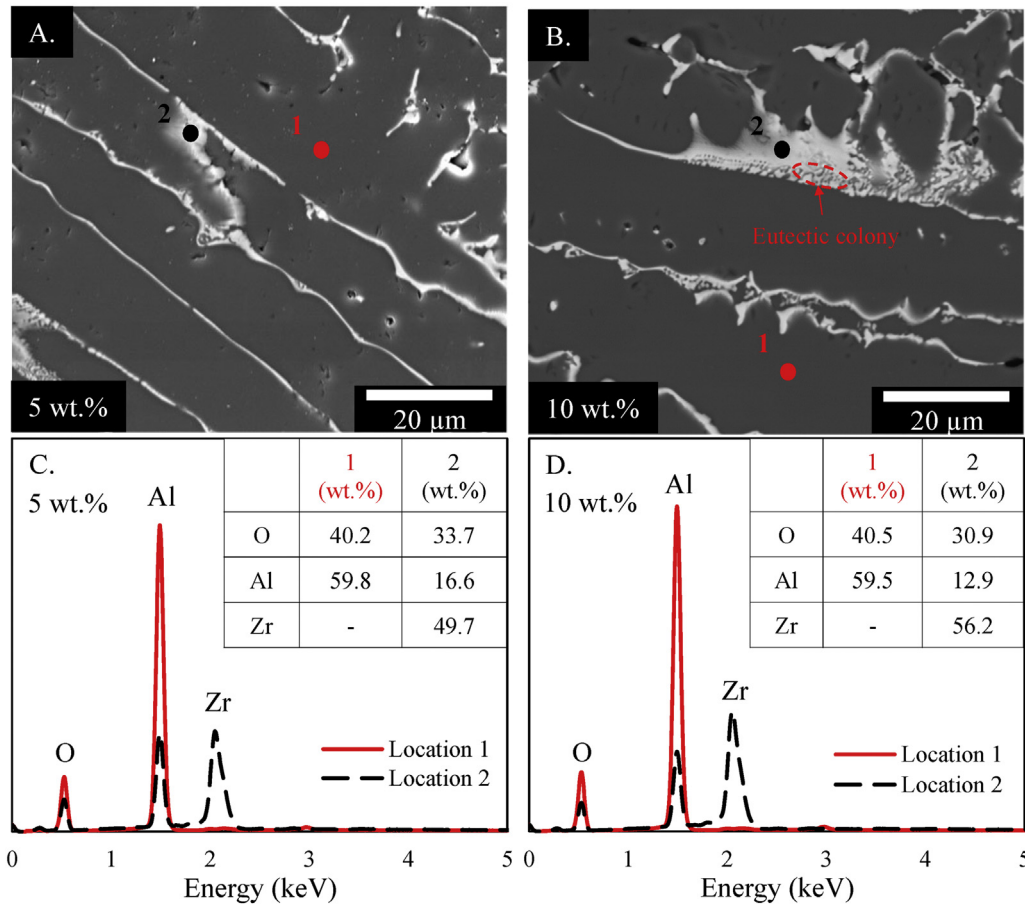 A.
2
1
5 wt.%
20 µm
B.
2
Eutectic colony
1
10 wt.%
20 µm
C.
5 wt.%
Al
Zr
O
1 2
(wt.%) (wt.%)
O 40.2 33.7
Al 59.8 16.6
Zr - 49.7
Location 1
Location 2
0 1 2 3 4 5
Energy (keV)
D.
10 wt.%
Al
Zr
O
1 2
(wt.%) (wt.%)
O 40.5 30.9
Al 59.5 12.9
Zr - 56.2
Location 1
Location 2
0 1 2 3 4 5
Energy (keV)